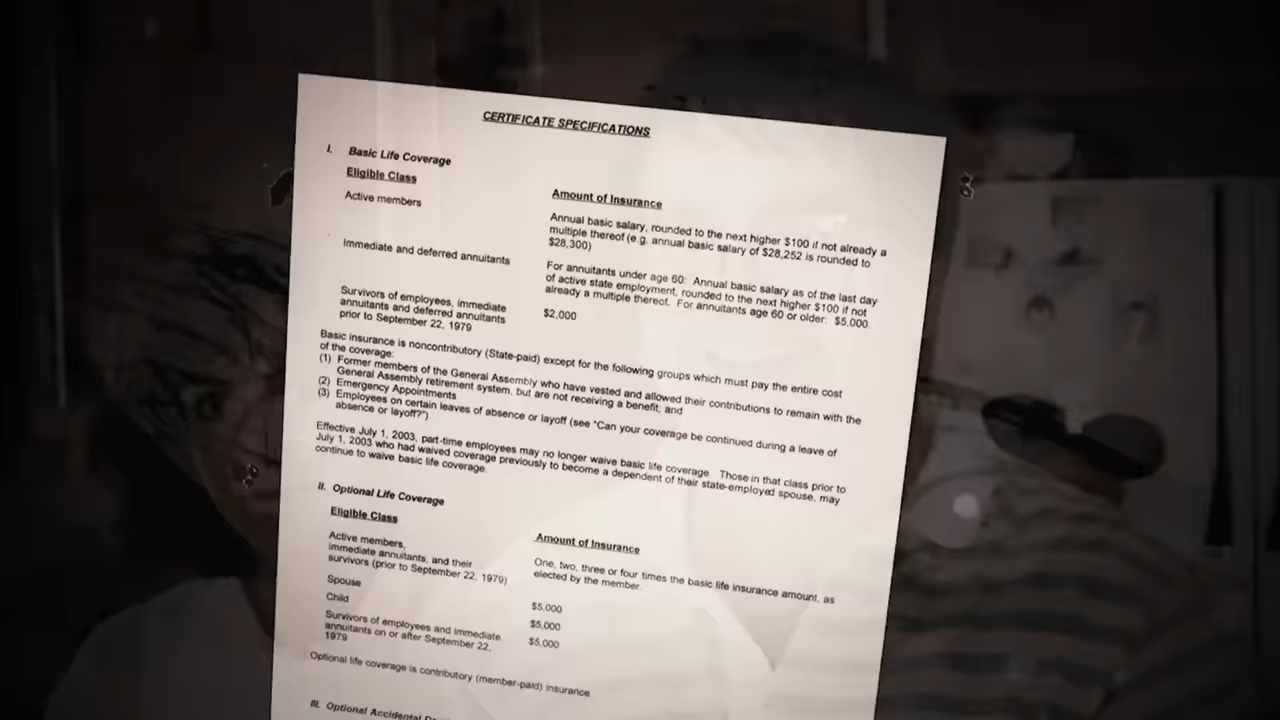 CERTIFICATE SPECIFICATIONS
I. Basic Life Coverage
Eligible Class
Amount of Insurance
Active members
Annual basic salary, rounded to the next higher $100 if not already a
multiple thereof (e.g. annual basic salary of $28,252 is rounded to
$28,300)
Immediate and deferred annuitants
For annuitants under age 60: Annual basic salary as of the last day
of active state employment, rounded to the next higher $100 if not
already a multiple thereof. For annuitants age 60 or older: $5,000.
Survivors of employees, immediate
annuitants and deferred annuitants
prior to September 22, 1979
$2,000
Basic insurance is noncontributory (State-paid) except for the following groups which must pay the entire cost
of the coverage:
(1) Former members of the General Assembly who have vested and allowed their contributions to remain with the
General Assembly retirement system, but are not receiving a benefit; and
(2) Emergency Appointments
(3) Employees on certain leaves of absence or layoff (see "Can your coverage be continued during a leave of
absence or layoff?")
Effective July 1, 2003, part-time employees may no longer waive basic life coverage. Those in that class prior to
July 1, 2003 who had waived coverage previously to become a dependent of their state-employed spouse, may
continue to waive basic life coverage.
II. Optional Life Coverage
Eligible Class
Amount of Insurance
Active members,
immediate annuitants, and their
survivors (prior to September 22, 1979)
One, two, three or four times the basic life insurance amount, as
elected by the member.
Spouse
$5,000
Child
$5,000
Survivors of employees and immediate
annuitants on or after September 22,
1979
$5,000
Optional life coverage is contributory (member-paid) insurance.
III. Optional Accidental